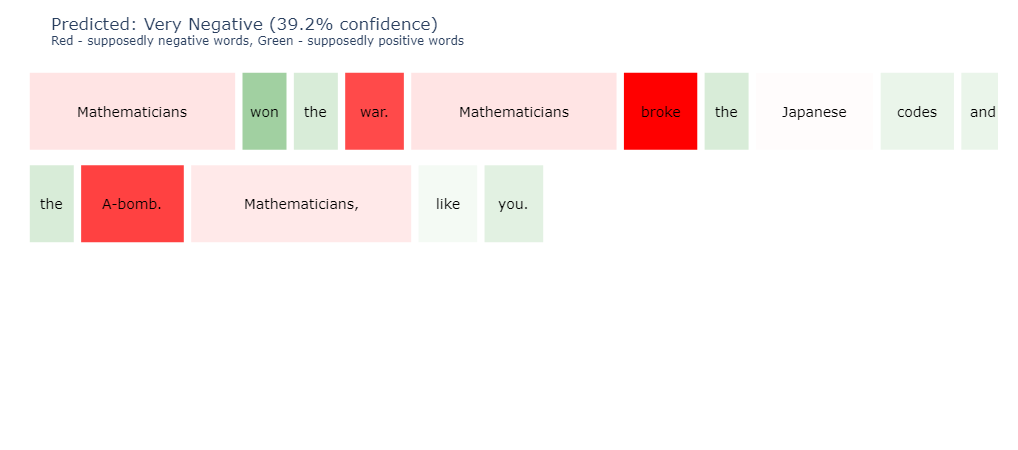 Predicted: Very Negative (39.2% confidence)
Red - supposedly negative words, Green - supposedly positive words
Mathematicians won the war. Mathematicians broke the Japanese codes and
the A-bomb. Mathematicians, like you.